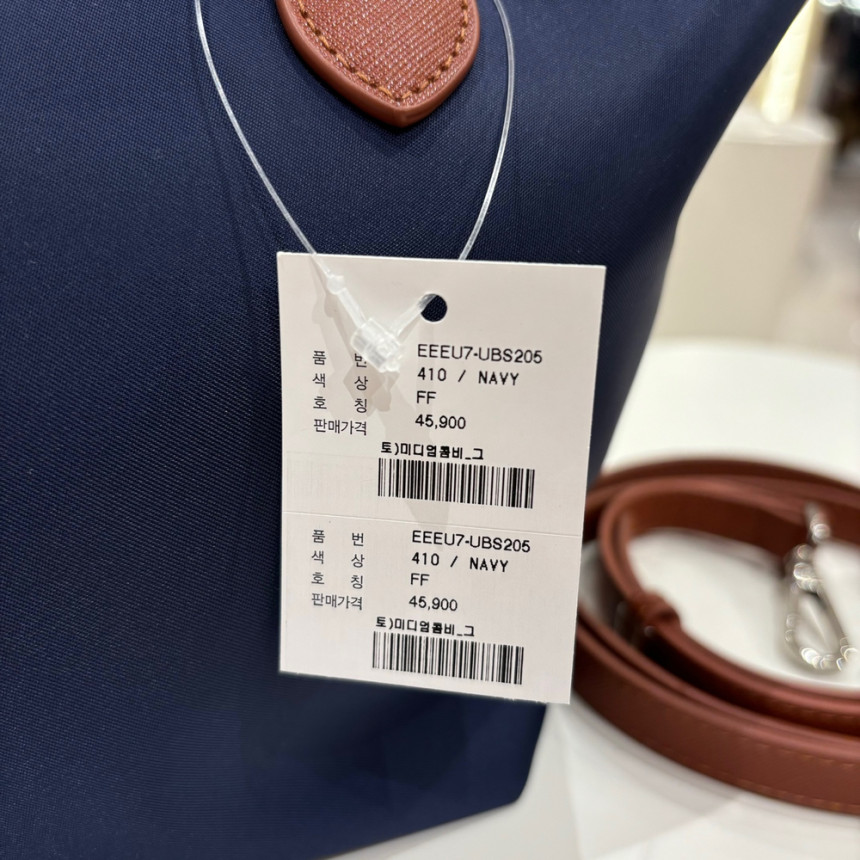 품 번 EEEU7-UBS205
색 상 410 / NAVY
호 칭 FF
판매가격 45,900
토)미디엄콤비_그
품 번 EEEU7-UBS205
색 상 410 / NAVY
호 칭 FF
판매가격 45,900
토)미디엄콤비_그